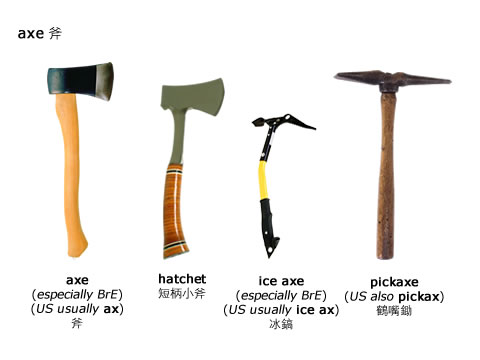 axe 斧
axe
(especially BrE)
(US usually ax)
斧
hatchet
短柄小斧
ice axe
(especially BrE)
(US usually ice ax)
冰鎬
pickaxe
(US also pickax)
鶴嘴鋤